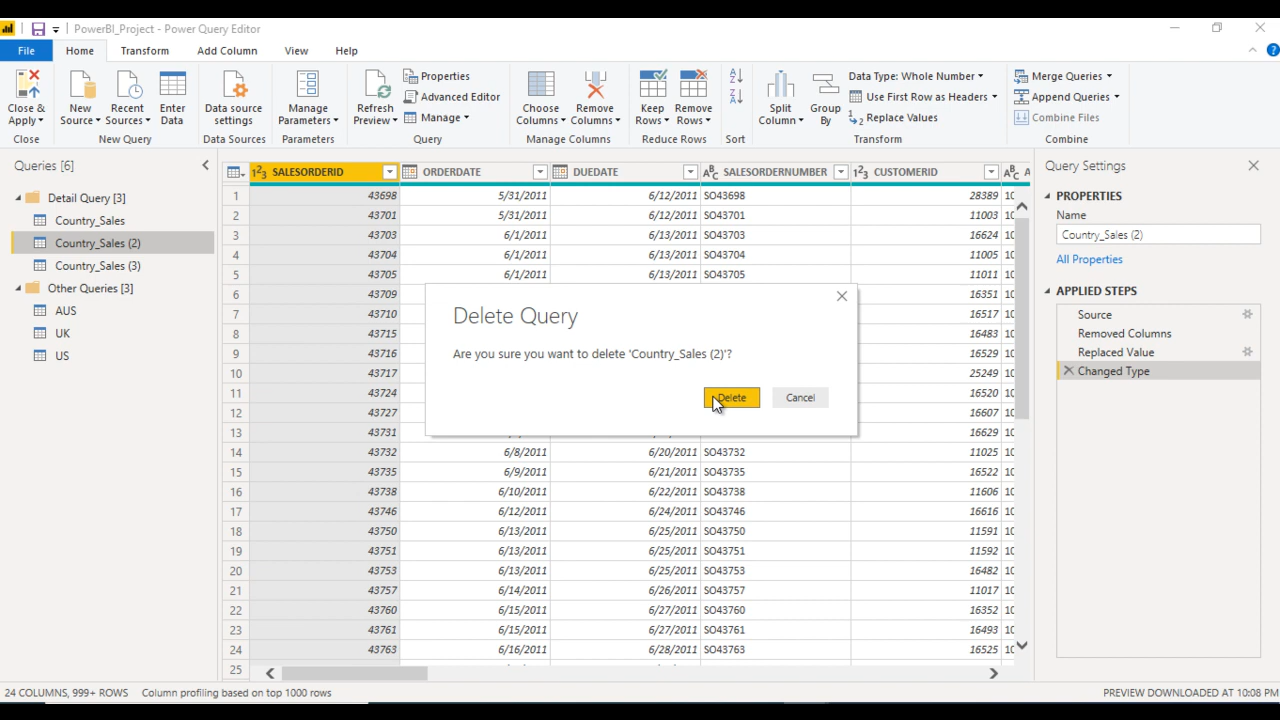 PowerBI_Project - Power Query Editor
File Home Transform Add Column View Help
Close & Apply
New Source
Recent Sources
Enter Data
Data source settings
Manage Parameters
Refresh Preview
Properties
Advanced Editor
Manage
Choose Columns
Remove Columns
Keep Rows
Remove Rows
Split Column
Group By
Data Type: Whole Number
Use First Row as Headers
Replace Values
Merge Queries
Append Queries
Combine Files
Close New Query Data Sources Parameters Query Manage Columns Reduce Rows Sort Transform Combine
Queries [6]
Detail Query [3]
Country_Sales
Country_Sales (2)
Country_Sales (3)
Other Queries [3]
AUS
UK
US
SALESORDERID ORDERDATE DUEDATE SALESORDERNUMBER CUSTOMERID
1 43698 5/31/2011 6/12/2011 SO43698 28389
2 43701 5/31/2011 6/12/2011 SO43701 11003
3 43703 6/1/2011 6/13/2011 SO43703 16624
4 43704 6/1/2011 6/13/2011 SO43704 11005
5 43705 6/1/2011 6/13/2011 SO43705 11011
6 43709 16351
7 43710 16517
8 43715 16483
9 43716 16529
10 43717 25249
11 43724 16520
12 43727 16607
13 43731 16629
14 43732 6/8/2011 6/20/2011 SO43732 11025
15 43735 6/9/2011 6/21/2011 SO43735 16522
16 43738 6/10/2011 6/22/2011 SO43738 11606
17 43746 6/12/2011 6/24/2011 SO43746 16616
18 43750 6/13/2011 6/25/2011 SO43750 11591
19 43751 6/13/2011 6/25/2011 SO43751 11592
20 43753 6/13/2011 6/25/2011 SO43753 16482
21 43757 6/14/2011 6/26/2011 SO43757 11017
22 43760 6/15/2011 6/27/2011 SO43760 16352
23 43761 6/15/2011 6/27/2011 SO43761 16493
24 43763 6/16/2011 6/28/2011 SO43763 16525
25
Delete Query
Are you sure you want to delete 'Country_Sales (2)'?
Delete Cancel
Query Settings
PROPERTIES
Name
Country_Sales (2)
All Properties
APPLIED STEPS
Source
Removed Columns
Replaced Value
Changed Type
24 COLUMNS, 999+ ROWS Column profiling based on top 1000 rows
PREVIEW DOWNLOADED AT 10:08 PM